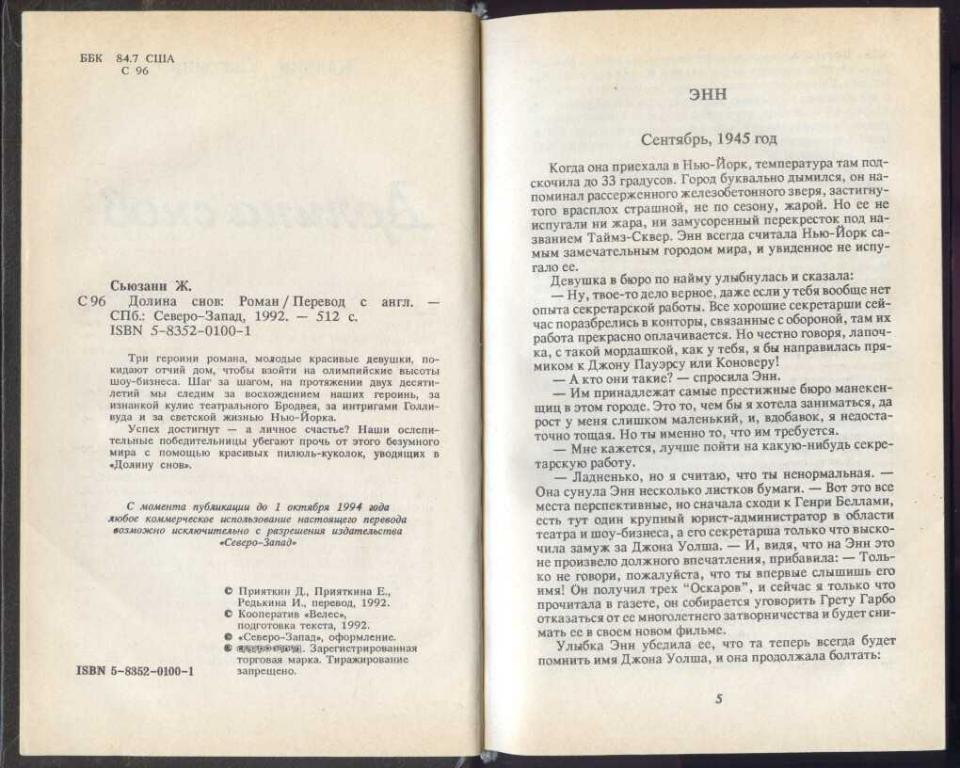 ББК 84.7 США
С 96
Сьюзанн Ж.
С 96 Долина снов: Роман / Перевод с англ. —
СПб.: Северо-Запад, 1992. — 512 с.
ISBN 5-8352-0100-1
Три героини романа, молодые красивые девушки, по-
кидают отчий дом, чтобы взойти на олимпийские высоты
шоу-бизнеса. Шаг за шагом, на протяжении двух десяти-
летий мы следим за восхождением наших героинь, за
изнанкой кулис театрального Бродвея, за интригами Голли-
вуда и за светской жизнью Нью-Йорка.
Успех достигнут — а личное счастье? Наши ослепи-
тельные победительницы убегают прочь от этого безумного
мира с помощью красивых пилюль-куколок, уводящих в
«Долину снов».
С момента публикации до 1 октября 1994 года
любое коммерческое использование настоящего перевода
возможно исключительно с разрешения издательства
«Северо-Запад»
© Прияткин Д., Прияткина Е.,
Редькина И., перевод, 1992.
© Кооператив «Велес»,
подготовка текста, 1992.
© «Северо-Запад», оформление.
© Зарегистрированная
торговая марка. Тиражирование
запрещено.
ISBN 5-8352-0100-1
ЭНН
Сентябрь, 1945 год
Когда она приехала в Нью-Йорк, температура там под-
скочила до 33 градусов. Город буквально дымился, он на-
поминал рассерженного железобетонного зверя, застигну-
того врасплох страшной, не по сезону, жарой. Но ее не
испугали ни жара, ни замусоренный перекресток под на-
званием Таймз-Сквер. Энн всегда считала Нью-Йорк са-
мым замечательным городом мира, и увиденное не испу-
гало ее.
Девушка в бюро по найму улыбнулась и сказала:
— Ну, твое-то дело верное, даже если у тебя вообще нет
опыта секретарской работы. Все хорошие секретарши сей-
час поразбрелись в конторы, связанные с обороной, там их
работа прекрасно оплачивается. Но честно говоря, лапоч-
ка, с такой мордашкой, как у тебя, я бы направилась пря-
миком к Джону Пауэрсу или Коноверу!
— А кто они такие? — спросила Энн.
— Им принадлежат самые престижные бюро манекен-
щиц в этом городе. Это то, чем бы я хотела заниматься, да
рост у меня слишком маленький, и, вдобавок, я недоста-
точно тощая. Но ты именно то, что им требуется.
— Мне кажется, лучше пойти на какую-нибудь секре-
тарскую работу.
— Ладненько, но я считаю, что ты ненормальная. —
Она сунула Энн несколько листков бумаги. — Вот это все
места перспективные, но сначала сходи к Генри Беллами,
есть тут один крупный юрист-администратор в области
театра и шоу-бизнеса, а его секретарша только что выско-
чила замуж за Джона Уолша. — И, видя, что на Энн это
не произвело должного впечатления, прибавила: — Толь-
ко не говори, пожалуйста, что ты впервые слышишь его
имя! Он получил трех "Оскаров", и сейчас я только что
прочитала в газете, он собирается уговорить Грету Гарбо
отказаться от ее многолетнего затворничества и будет сни-
мать ее в своем новом фильме.
Улыбка Энн убедила ее, что та теперь всегда будет
помнить имя Джона Уолша, и она продолжала болтать:
5